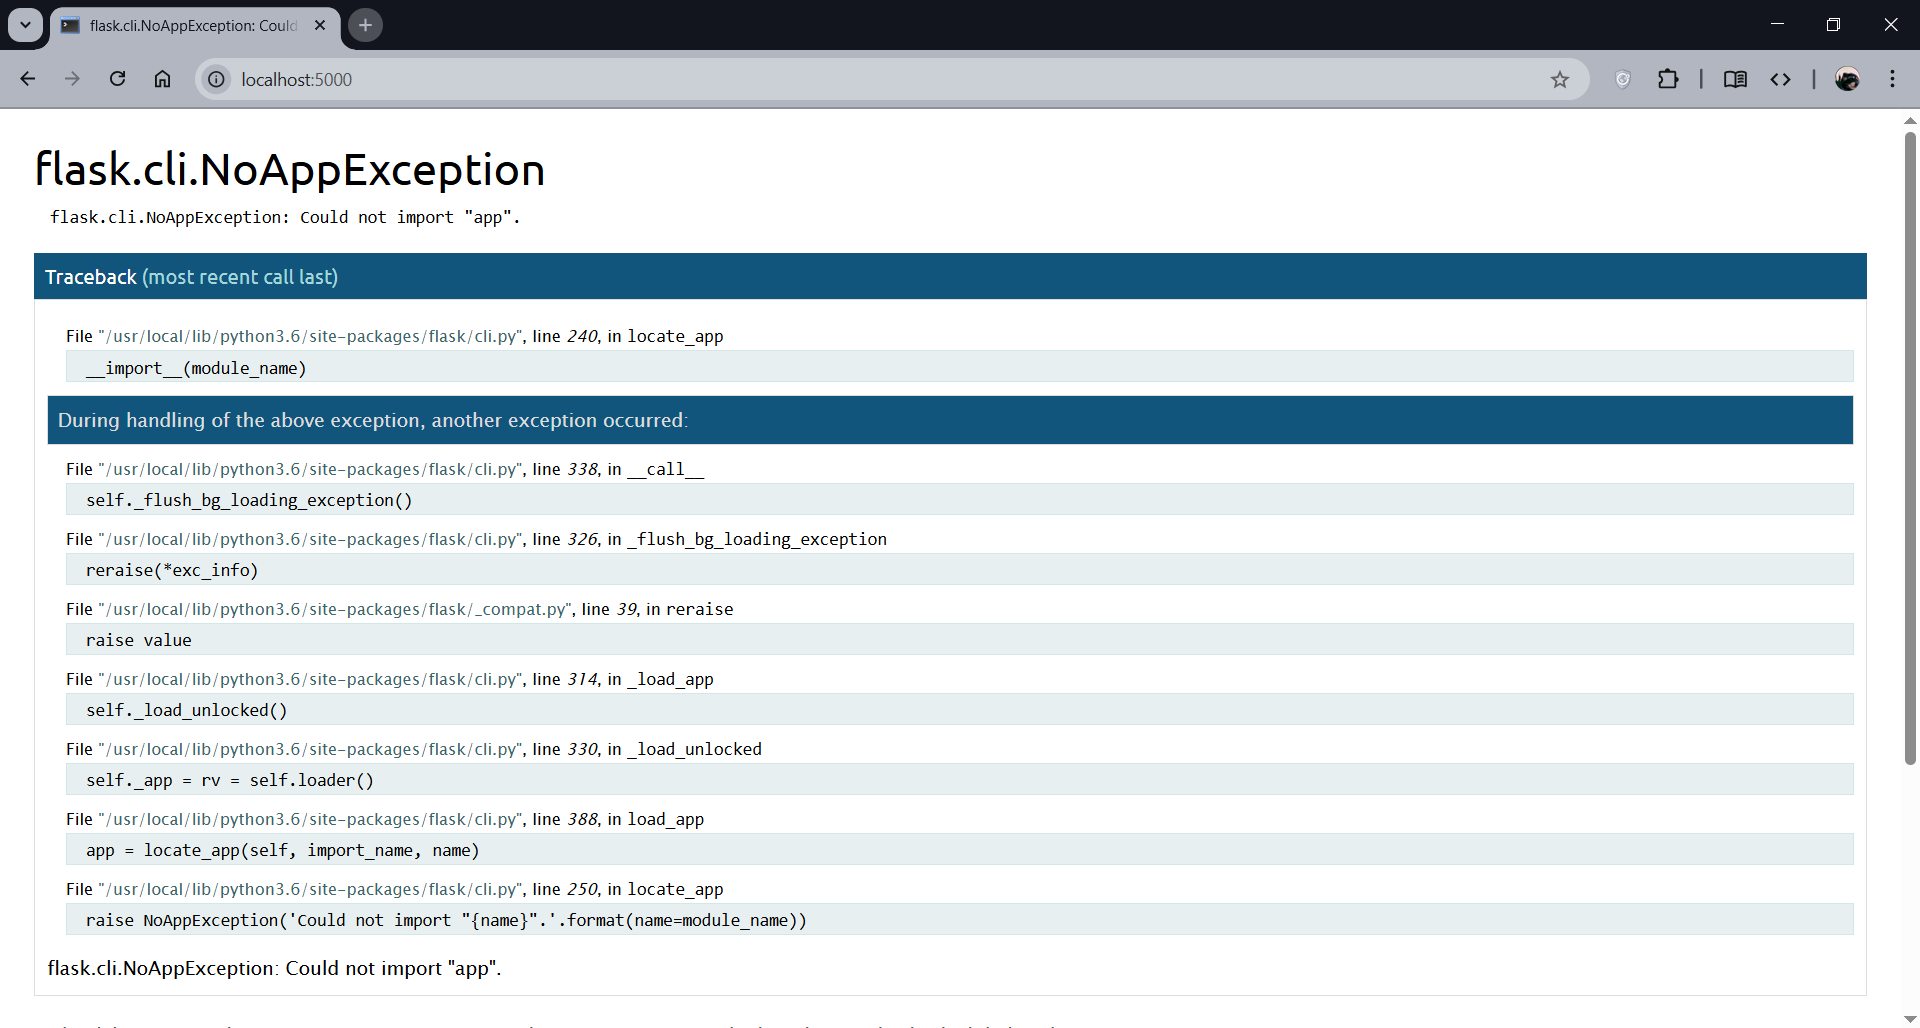 flask.cli.NoAppException: Could
localhost:5000
flask.cli.NoAppException
flask.cli.NoAppException: Could not import "app".
Traceback (most recent call last)
File "/usr/local/lib/python3.6/site-packages/flask/cli.py", line 240, in locate_app
__import__(module_name)
During handling of the above exception, another exception occurred:
File "/usr/local/lib/python3.6/site-packages/flask/cli.py", line 338, in __call__
self._flush_bg_loading_exception()
File "/usr/local/lib/python3.6/site-packages/flask/cli.py", line 326, in _flush_bg_loading_exception
reraise(*exc_info)
File "/usr/local/lib/python3.6/site-packages/flask/_compat.py", line 39, in reraise
raise value
File "/usr/local/lib/python3.6/site-packages/flask/cli.py", line 314, in _load_app
self._load_unlocked()
File "/usr/local/lib/python3.6/site-packages/flask/cli.py", line 330, in _load_unlocked
self._app = rv = self.loader()
File "/usr/local/lib/python3.6/site-packages/flask/cli.py", line 388, in load_app
app = locate_app(self, import_name, name)
File "/usr/local/lib/python3.6/site-packages/flask/cli.py", line 250, in locate_app
raise NoAppException('Could not import "{name}".'.format(name=module_name))
flask.cli.NoAppException: Could not import "app".